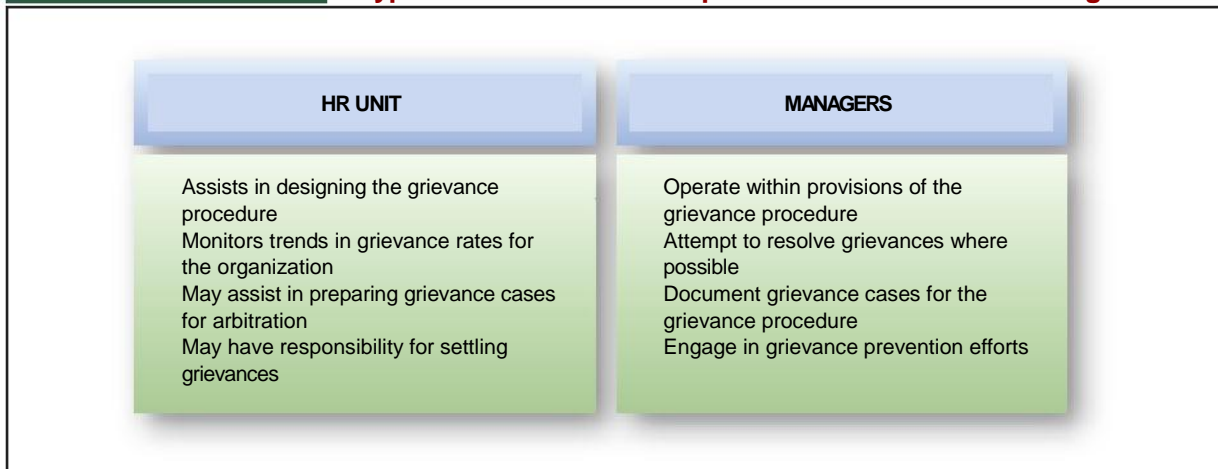 HR UNIT
Assists in designing the grievance
procedure
Monitors trends in grievance rates for
the organization
May assist in preparing grievance cases
for arbitration
May have responsibility for settling
grievances
MANAGERS
Operate within provisions of the
grievance procedure
Attempt to resolve grievances where
possible
Document grievance cases for the
grievance procedure
Engage in grievance prevention efforts